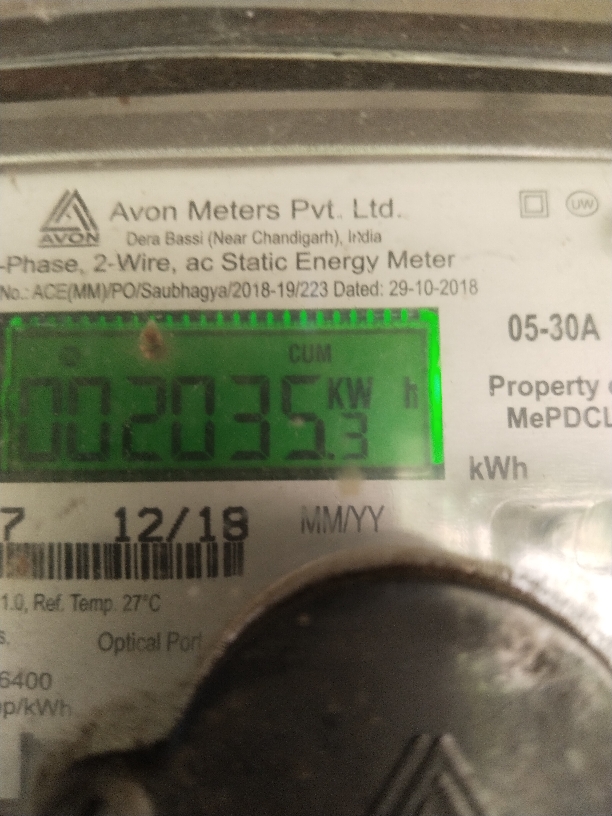 AVON
Avon Meters Pvt. Ltd.
UW
Dera Bassi (Near Chandigarh), India
-Phase, 2-Wire, ac Static Energy Meter
No.: ACE(MM)/PO/Saubhagya/2018-19/223 Dated: 29-10-2018
05-30A
CUM
002035.3 KW h
Property
MePDCL
kWh
7 12/18 MM/YY
1.0, Ref. Temp. 27°C
s. Optical Port
6400
p/kWh